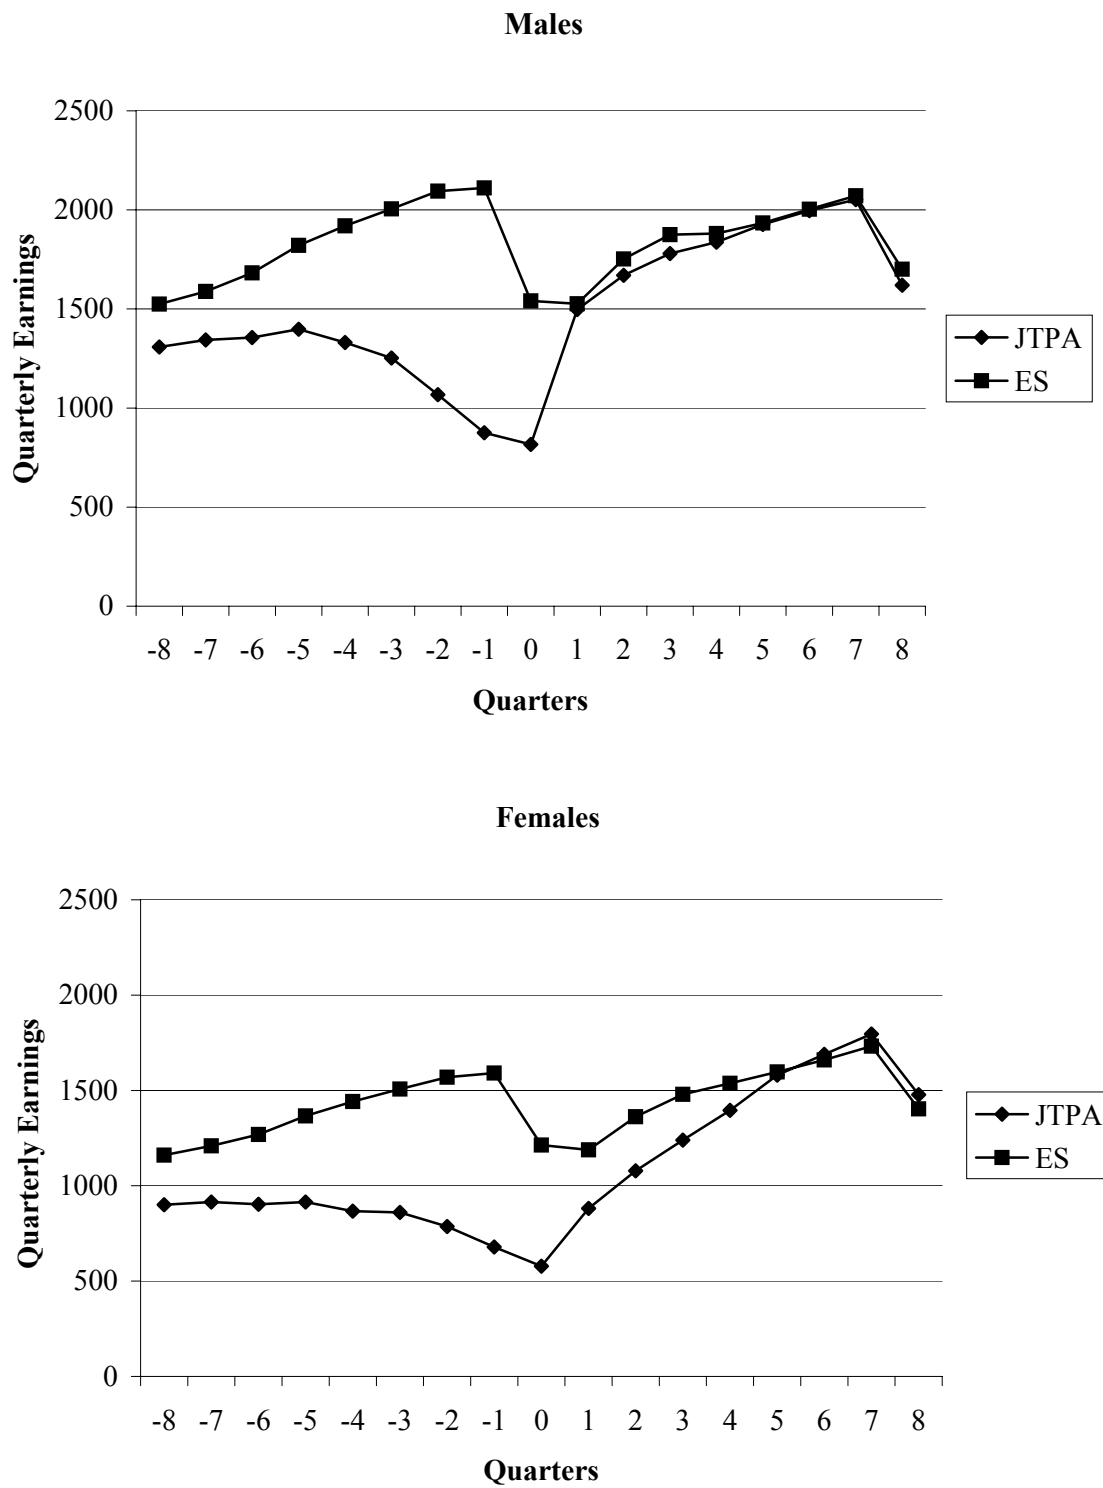 Males
2500
2000
1500
1000
500
0
Quarterly Earnings
-8 -7 -6 -5 -4 -3 -2 -1 0 1 2 3 4 5 6 7 8
Quarters
JTPA
ES
Females
2500
2000
1500
1000
500
0
Quarterly Earnings
-8 -7 -6 -5 -4 -3 -2 -1 0 1 2 3 4 5 6 7 8
Quarters
JTPA
ES